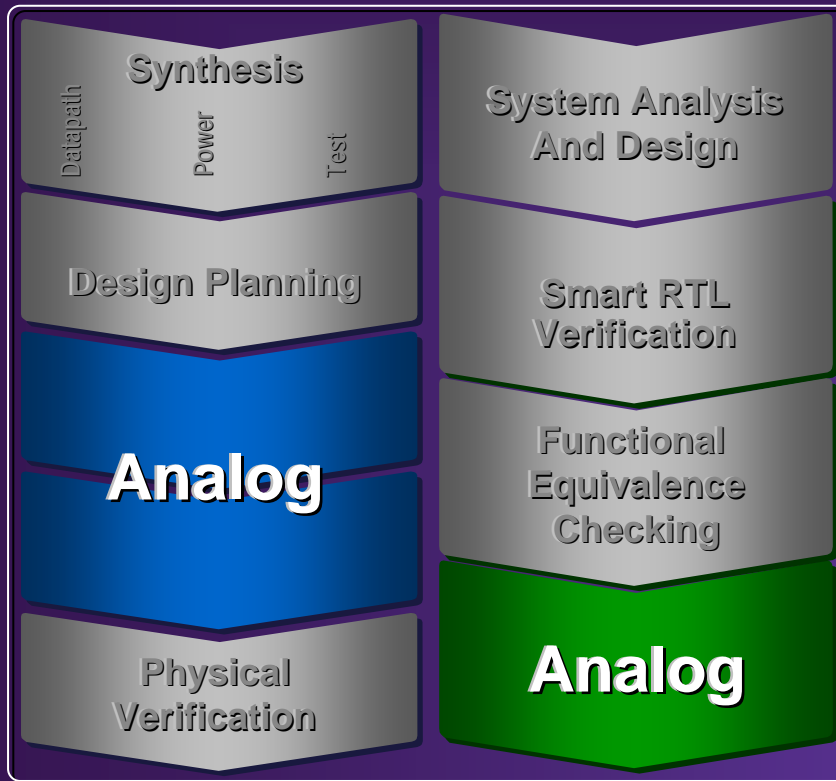 Synthesis
Datapath
Power
Test
Design Planning
Analog
Physical
Verification
System Analysis
And Design
Smart RTL
Verification
Functional
Equivalence
Checking
Analog